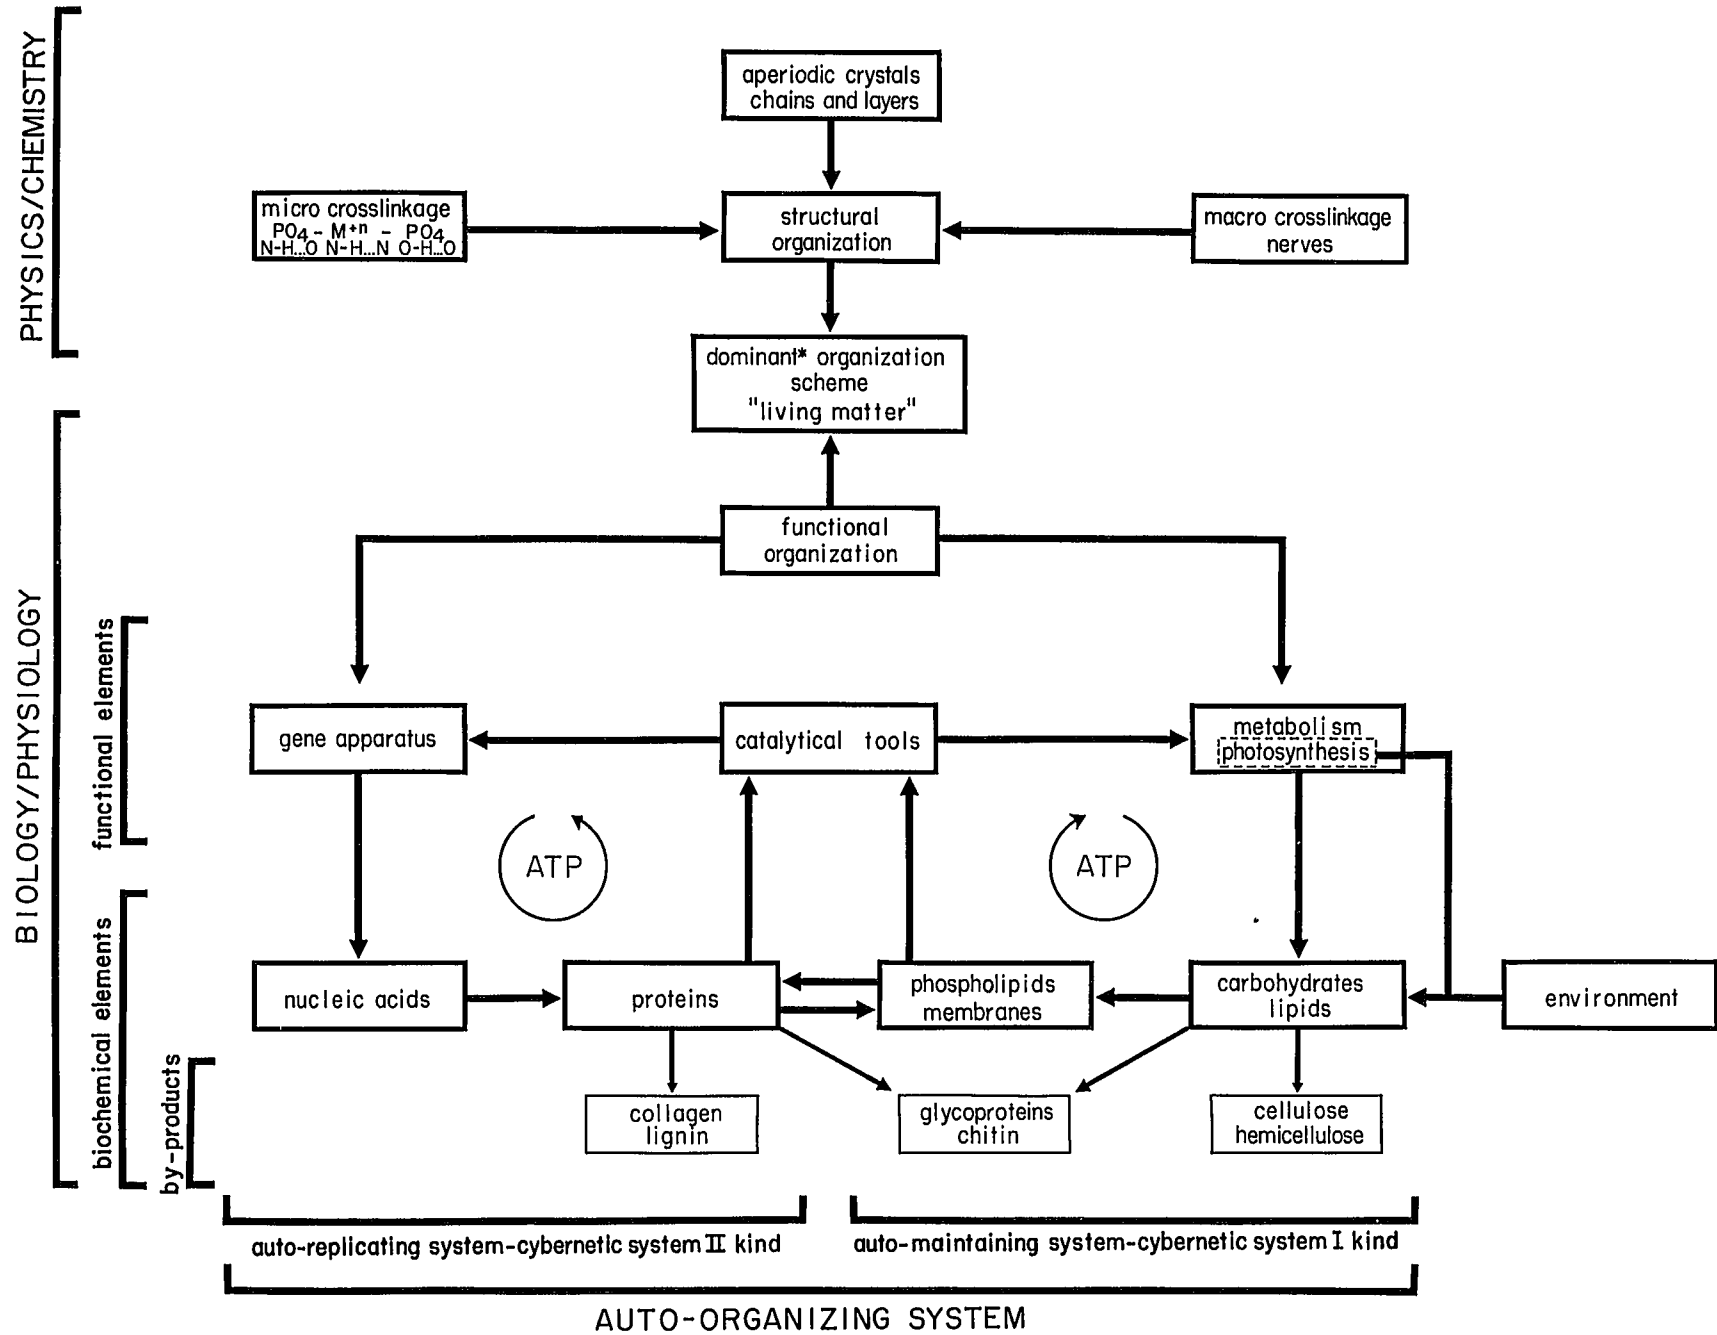 PHYSICS/CHEMISTRY
aperiodic crystals
chains and layers
micro crosslinkage
PO4 - M+n - PO4
N-H...O N-H...N O-H...O
structural
organization
macro crosslinkage
nerves
dominant* organization
scheme
"living matter"
BIOLOGY/PHYSIOLOGY
functional
organization
functional elements
gene apparatus
catalytical tools
metabolism
photosynthesis
ATP
ATP
biochemical elements
nucleic acids
proteins
phospholipids
membranes
carbohydrates
lipids
environment
by-products
collagen
lignin
glycoproteins
chitin
cellulose
hemicellulose
auto-replicating system-cybernetic system II kind
auto-maintaining system-cybernetic system I kind
AUTO-ORGANIZING SYSTEM